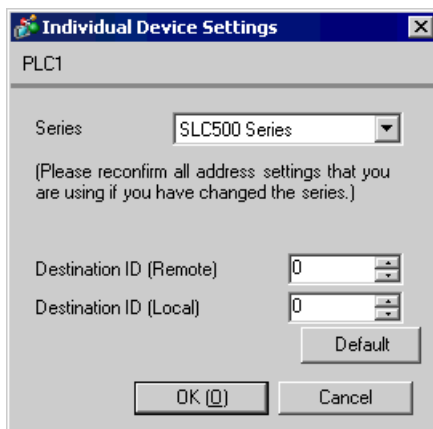 Individual Device Settings
PLC1
Series SLC500 Series
(Please reconfirm all address settings that you
are using if you have changed the series.)
Destination ID (Remote) 0
Destination ID (Local) 0
Default
OK (O) Cancel